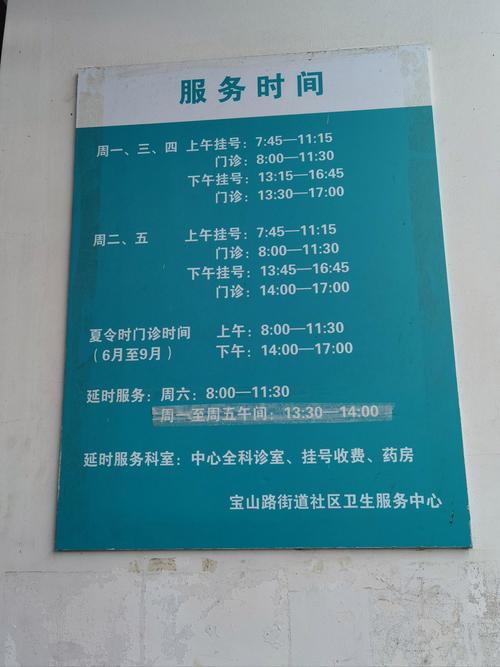 服务时间
周一、三、四 上午挂号：7:45—11:15
门诊：8:00—11:30
下午挂号：13:15—16:45
门诊：13:30—17:00
周二、五 上午挂号：7:45—11:15
门诊：8:00—11:30
下午挂号：13:45—16:45
门诊：14:00—17:00
夏令时门诊时间 上午：8:00—11:30
（6月至9月） 下午：14:00—17:00
延时服务：周六：8:00—11:30
周一至周五午间：13:30—14:00
延时服务科室：中心全科诊室、挂号收费、药房
宝山路街道社区卫生服务中心